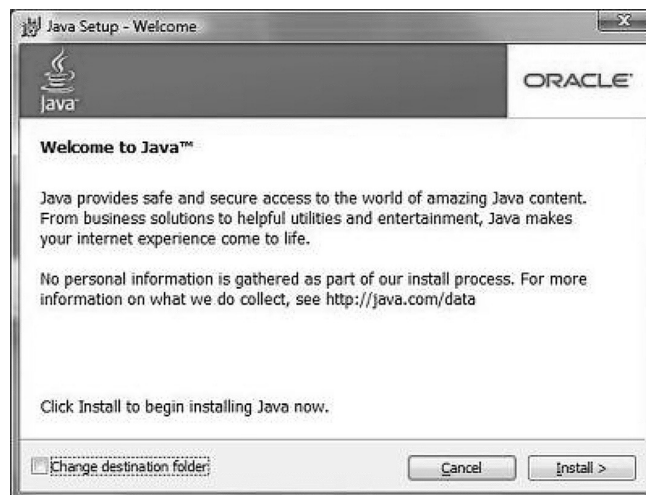 Java Setup - Welcome
Java
ORACLE
Welcome to Java™
Java provides safe and secure access to the world of amazing Java content.
From business solutions to helpful utilities and entertainment, Java makes
your internet experience come to life.
No personal information is gathered as part of our install process. For more
information on what we do collect, see http://java.com/data
Click Install to begin installing Java now.
Change destination folder
Cancel
Install >